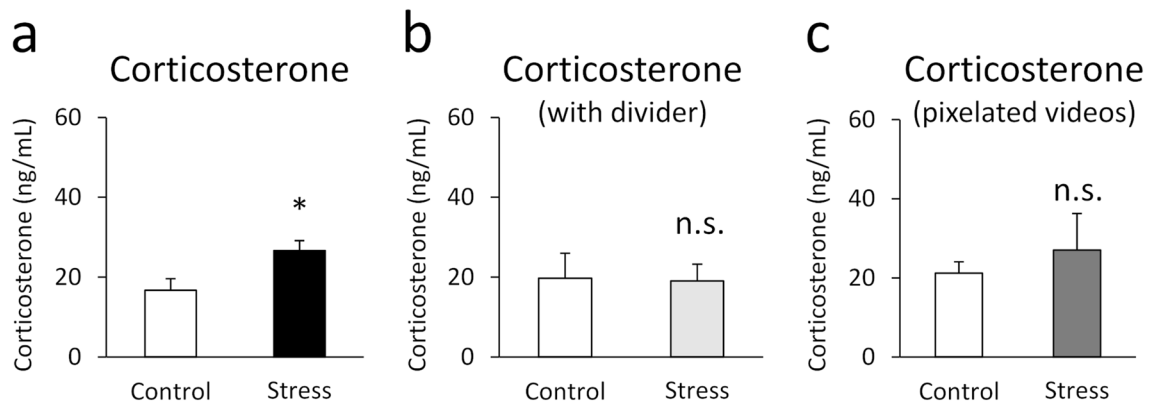 a
Corticosterone
Corticosterone (ng/mL)
60
40
20
0
*
Control
Stress
b
Corticosterone
(with divider)
Corticosterone (ng/mL)
60
40
20
0
n.s.
Control
Stress
c
Corticosterone
(pixelated videos)
Corticosterone (ng/mL)
60
40
20
0
n.s.
Control
Stress